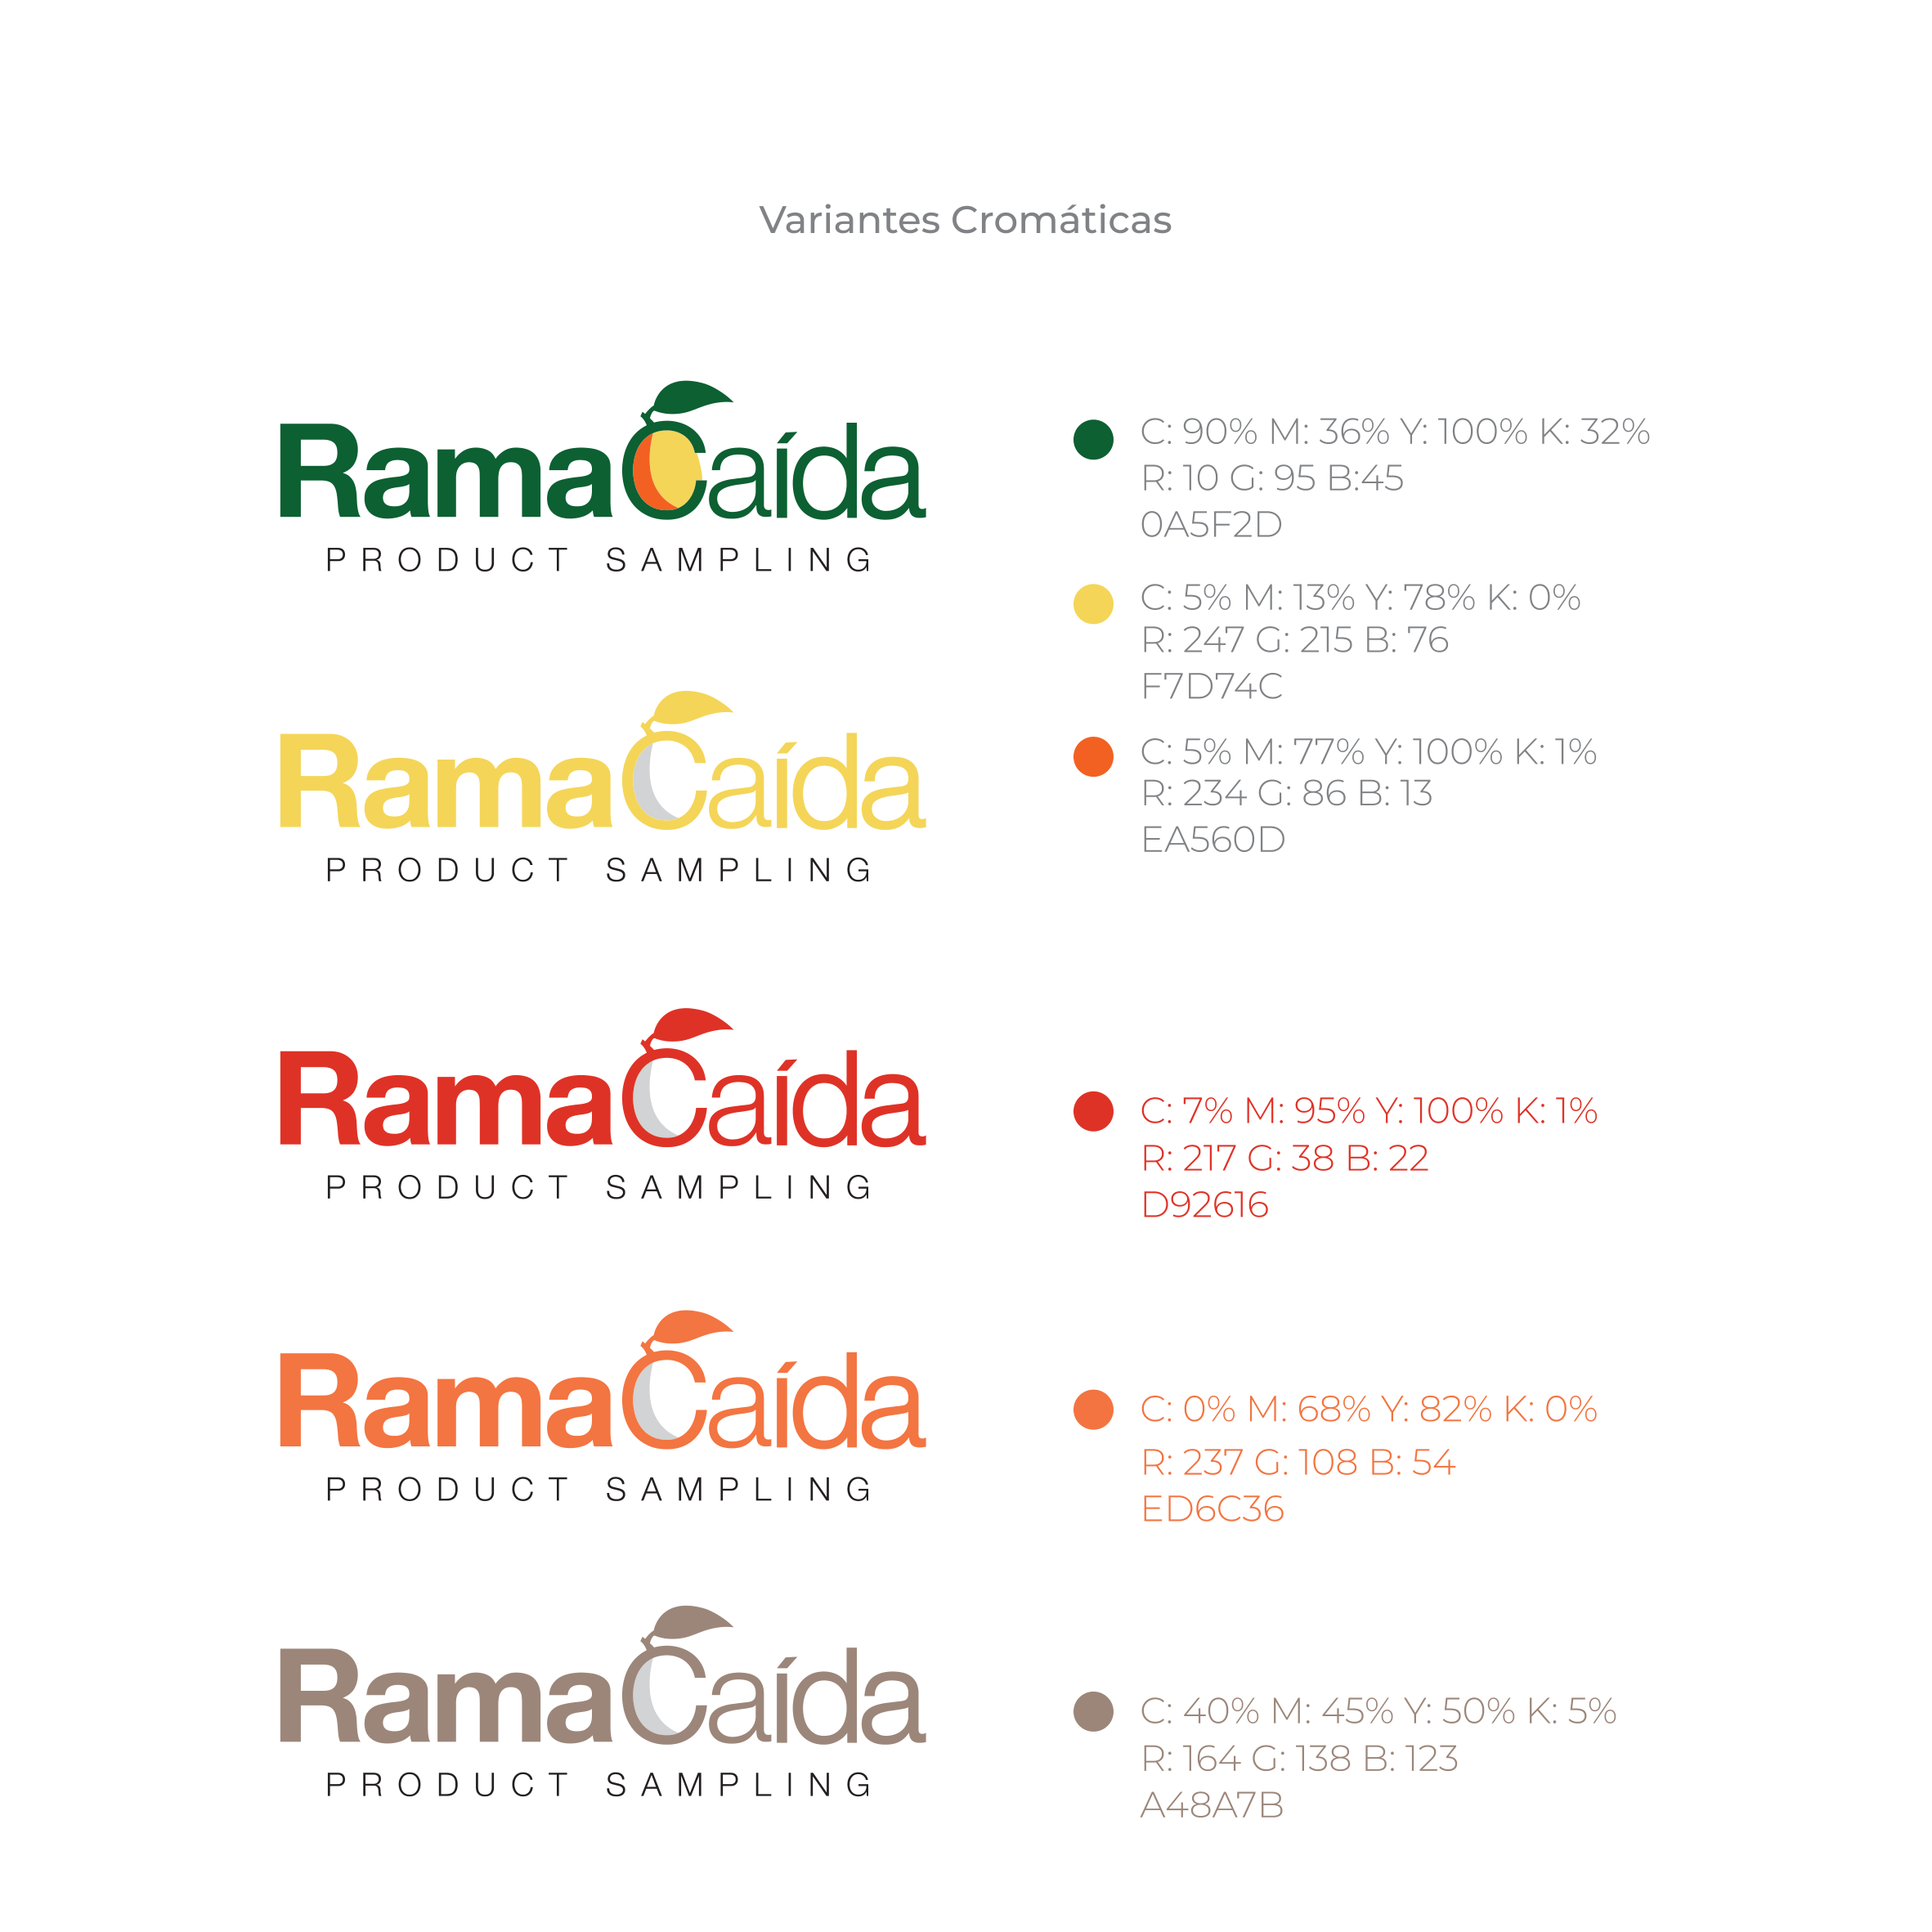 Variantes Cromáticas
RamaCaída
PRODUCT SAMPLING
C: 90% M: 36% Y: 100% K: 32%
R: 10 G: 95 B:45
0A5F2D
C: 5% M: 13% Y: 78% K: 0%
R: 247 G: 215 B: 76
F7D74C
RamaCaída
PRODUCT SAMPLING
C: 5% M: 77% Y: 100% K: 1%
R: 234 G: 86 B: 13
EA560D
RamaCaída
PRODUCT SAMPLING
C: 7% M: 95% Y: 100% K: 1%
R: 217 G: 38 B: 22
D92616
RamaCaída
PRODUCT SAMPLING
C: 0% M: 68% Y: 82% K: 0%
R: 237 G: 108 B: 54
ED6C36
RamaCaída
PRODUCT SAMPLING
C: 40% M: 45% Y: 50% K: 5%
R: 164 G: 138 B: 123
A48A7B